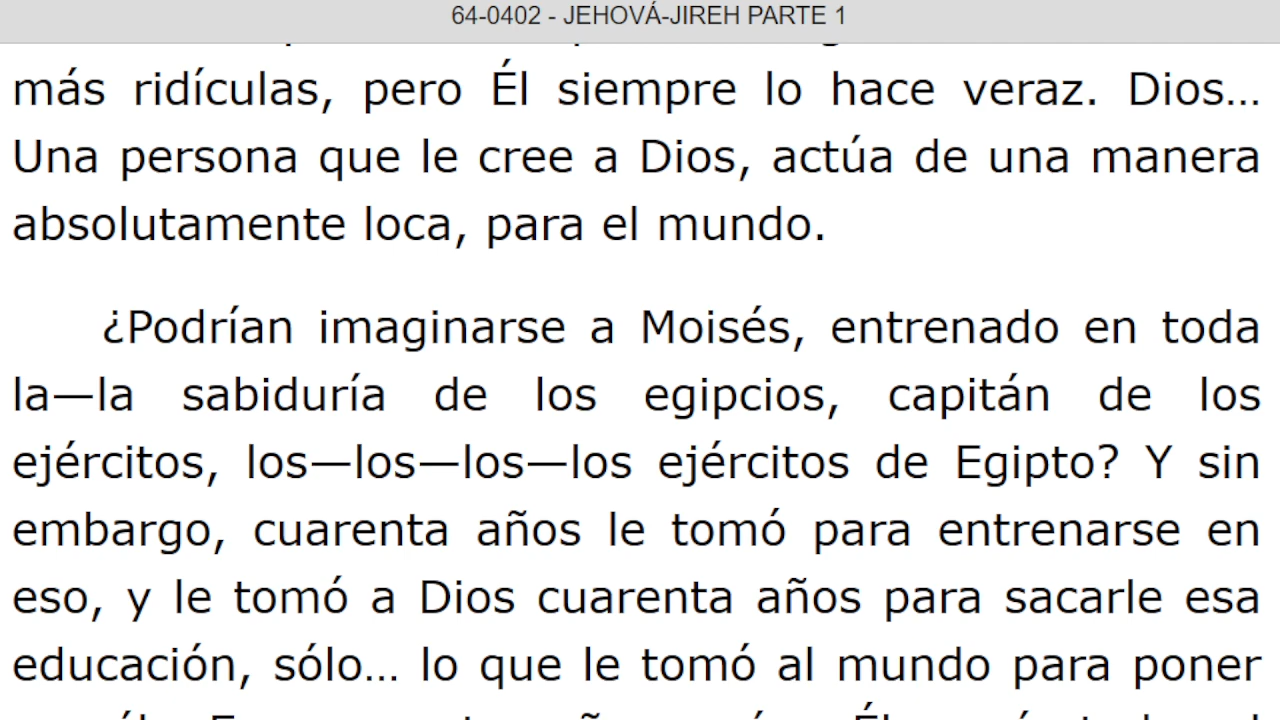 64-0402 - JEHOVÁ-JIREH PARTE 1
más ridículas, pero Él siempre lo hace veraz. Dios...
Una persona que le cree a Dios, actúa de una manera
absolutamente loca, para el mundo.
¿Podrían imaginarse a Moisés, entrenado en toda
la—la sabiduría de los egipcios, capitán de los
ejércitos, los—los—los—los ejércitos de Egipto? Y sin
embargo, cuarenta años le tomó para entrenarse en
eso, y le tomó a Dios cuarenta años para sacarle esa
educación, sólo... lo que le tomó al mundo para poner